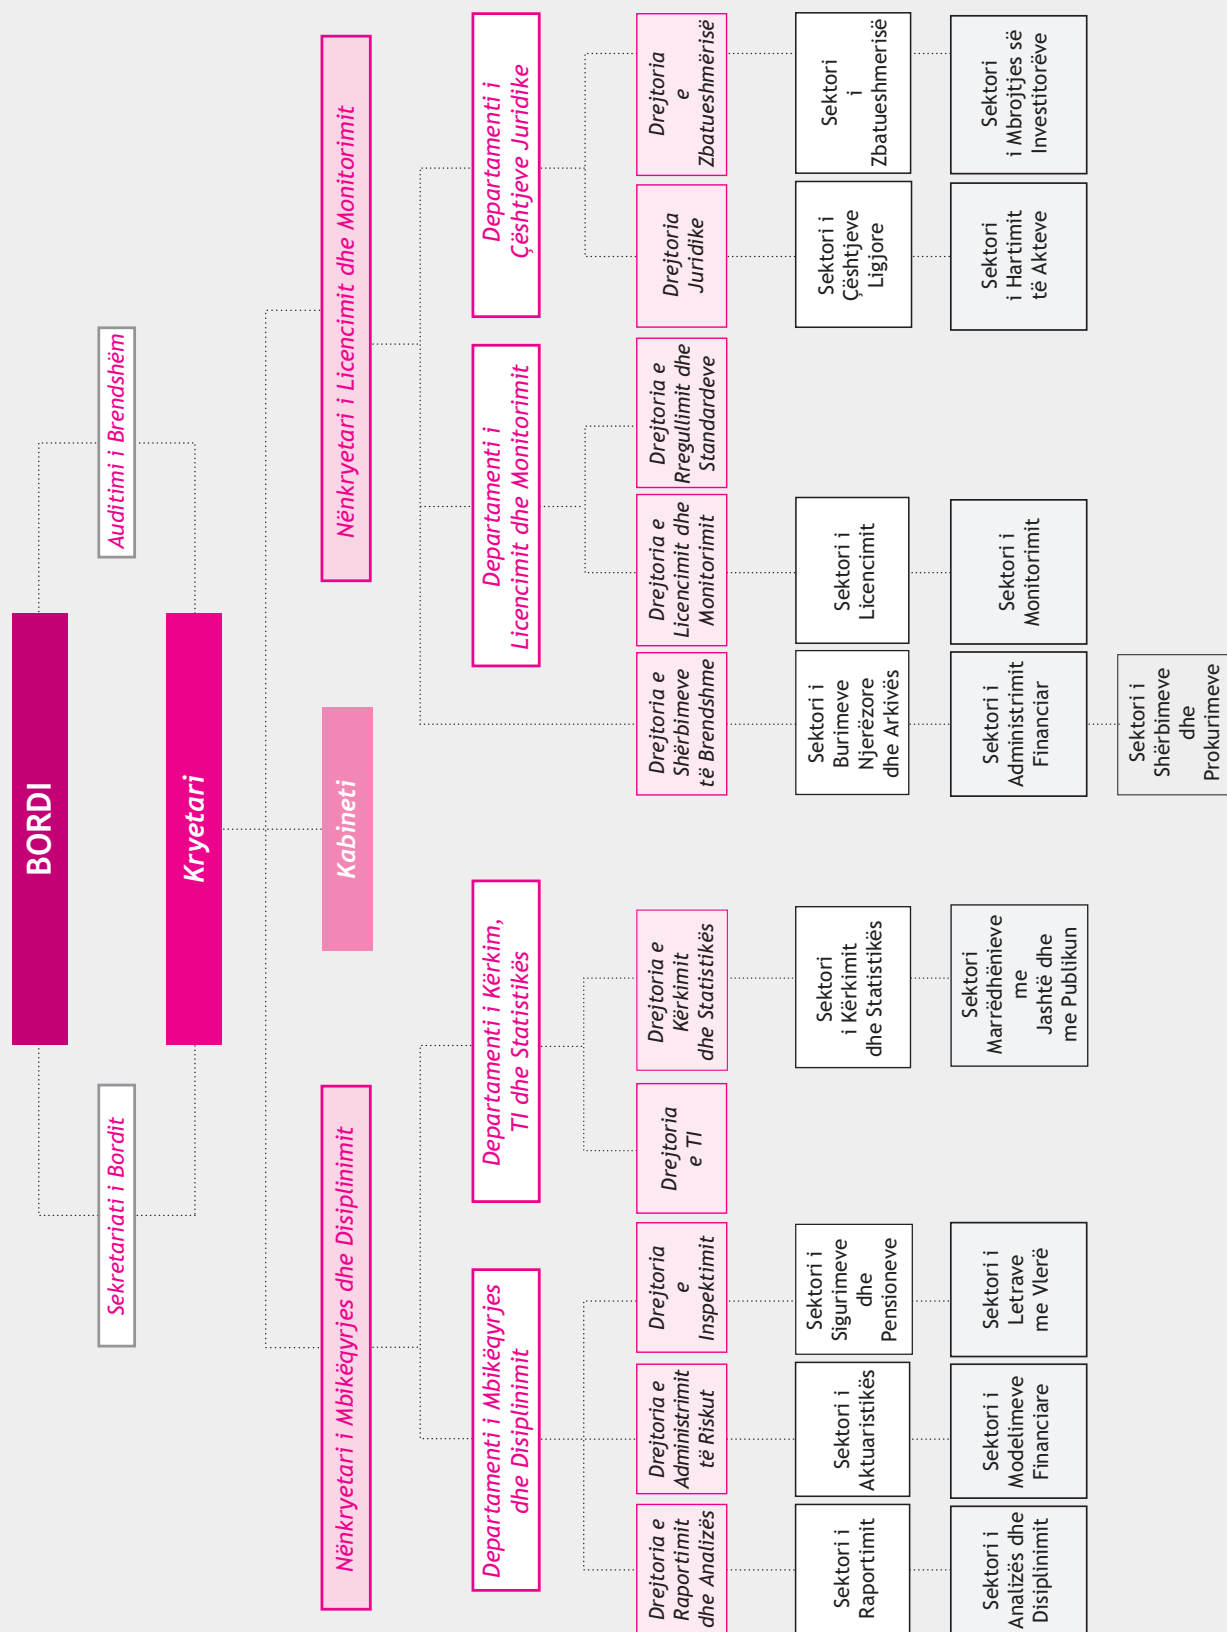 BORDI
Sekretariati i Bordit
Auditimi i Brendshëm
Kryetari
Nënkryetari i Mbikëqyrjes dhe Disiplinimit
Kabineti
Nënkryetari i Licencimit dhe Monitorimit
Departamenti i Mbikëqyrjes
dhe Disiplinimit
Departamenti i Kërkim,
TI dhe Statistikës
Departamenti i
Licencimit dhe Monitorimit
Departamenti i
Çështjeve Juridike
Drejtoria e
Raportimit
dhe Analizës
Drejtoria e
Administrimit
të Riskut
Drejtoria
e
Inspektimit
Drejtoria
e TI
Drejtoria e
Kërkimit
dhe Statistikës
Drejtoria e
Shërbimeve
të Brendshme
Drejtoria e
Licencimit dhe
Monitorimit
Drejtoria e
Rregullimit dhe
Standardeve
Drejtoria
Juridike
Drejtoria
e
Zbatueshmërisë
Sektori i
Raportimit
Sektori i
Aktuaristikës
Sektori i
Sigurimeve
dhe
Pensioneve
Sektori
i Kërkimit
dhe Statistikës
Sektori i
Burimeve
Njerëzore
dhe Arkivës
Sektori i
Licencimit
Sektori i
Çështjeve
Ligjore
Sektori
i
Zbatueshmerisë
Sektori i
Analizës dhe
Disiplinimit
Sektori i
Modelimeve
Financiare
Sektori i
Letrave
me Vlerë
Sektori
Marrëdhënieve
me
Jashtë dhe
me Publikun
Sektori i
Administrimit
Financiar
Sektori i
Monitorimit
Sektori
i Hartimit
të Akteve
Sektori
i Mbrojtjes së
Investitorëve
Sektori i
Shërbimeve
dhe
Prokurimeve